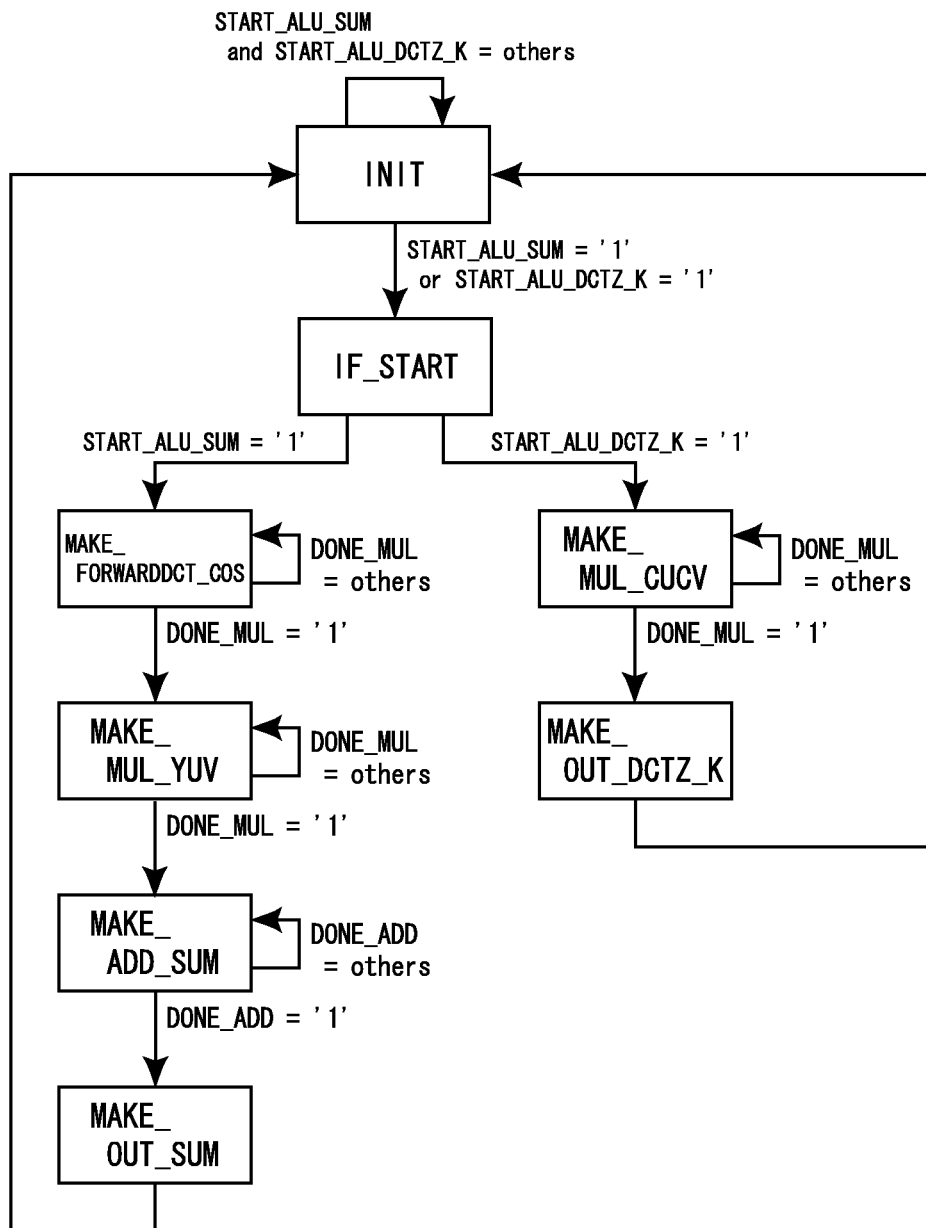 START_ALU_SUM
and START_ALU_DCTZ_K = others
INIT
START_ALU_SUM = '1'
or START_ALU_DCTZ_K = '1'
IF_START
START_ALU_SUM = '1'
START_ALU_DCTZ_K = '1'
MAKE_
FORWARDDCT_COS
DONE_MUL
= others
MAKE_
MUL_CUCV
DONE_MUL
= others
DONE_MUL = '1'
DONE_MUL = '1'
MAKE_
MUL_YUV
DONE_MUL
= others
MAKE_
OUT_DCTZ_K
DONE_MUL = '1'
MAKE_
ADD_SUM
DONE_ADD
= others
DONE_ADD = '1'
MAKE_
OUT_SUM